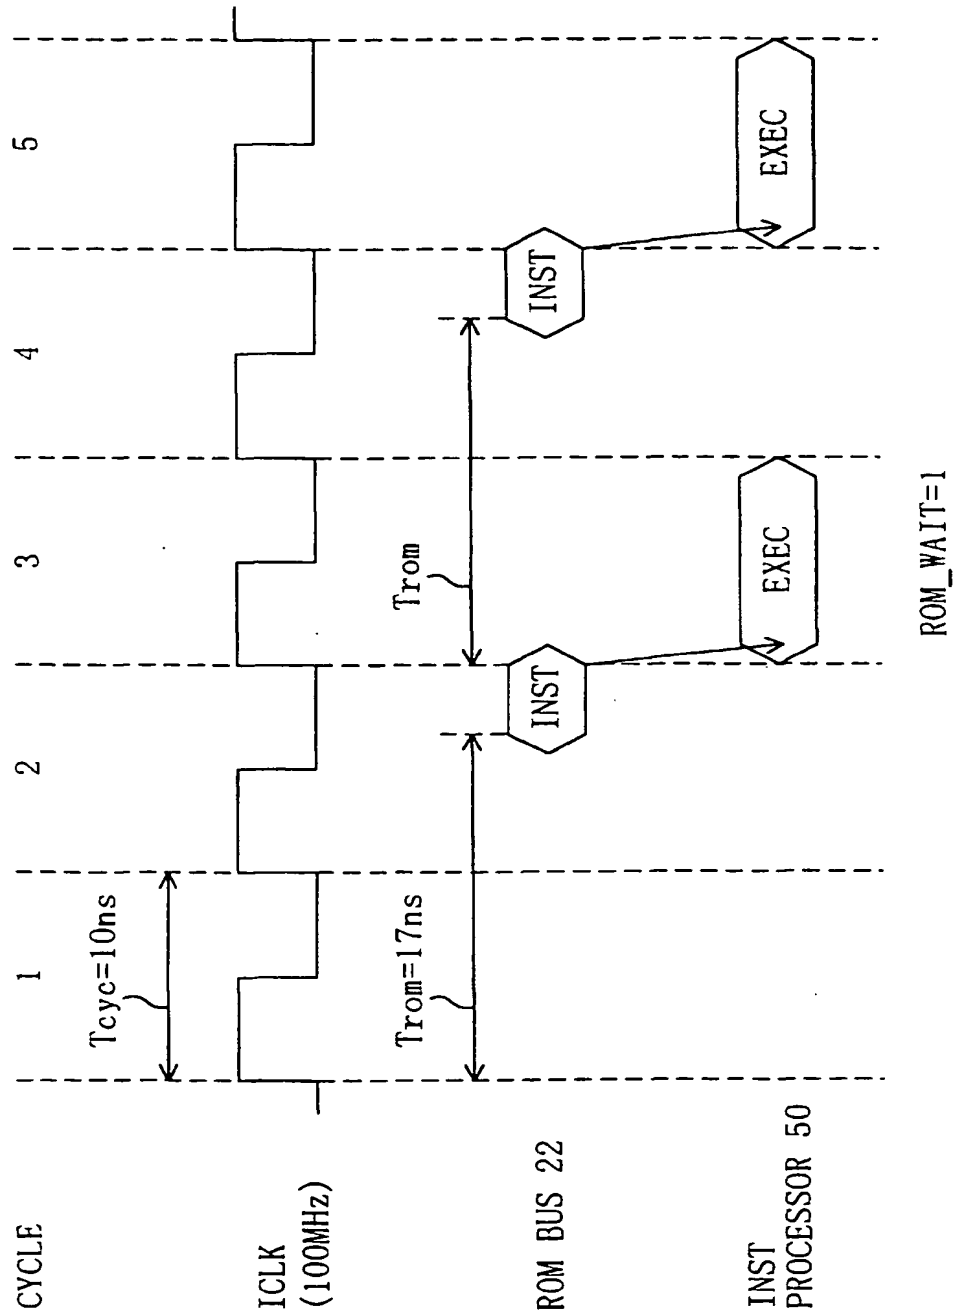 CYCLE 1 2 3 4 5
Tcyc=10ns
ICLK
(100MHz)
Trom=17ns Trom
ROM BUS 22 INST INST
INST
PROCESSOR 50 EXEC EXEC
ROM_WAIT=1